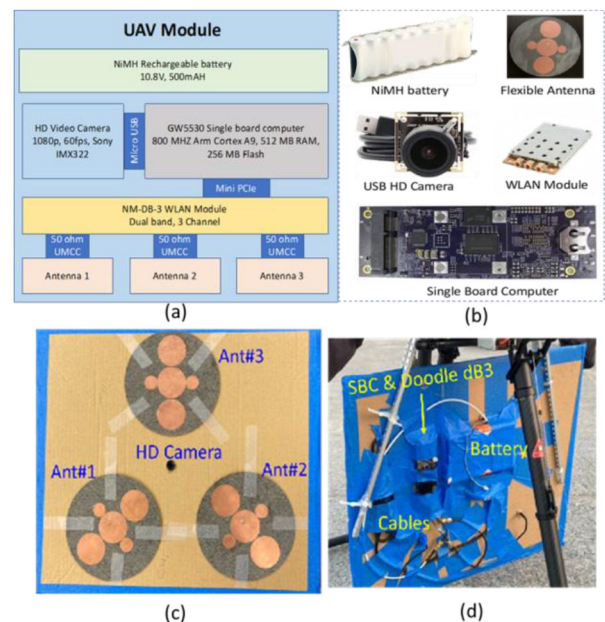 UAV Module
NiMH Rechargeable battery
10.8V, 500mAH
HD Video Camera
1080p, 60fps, Sony
IMX322
Micro USB
GW5530 Single board computer
800 MHZ Arm Cortex A9, 512 MB RAM,
256 MB Flash
Mini PCIe
NM-DB-3 WLAN Module
Dual band, 3 Channel
50 ohm
UMCC
50 ohm
UMCC
50 ohm
UMCC
Antenna 1
Antenna 2
Antenna 3
(a)
NiMH battery
Flexible Antenna
USB HD Camera
WLAN Module
Single Board Computer
(b)
Ant#3
HD Camera
Ant#1
Ant#2
(c)
SBC & Doodle dB3
Battery
Cables
(d)